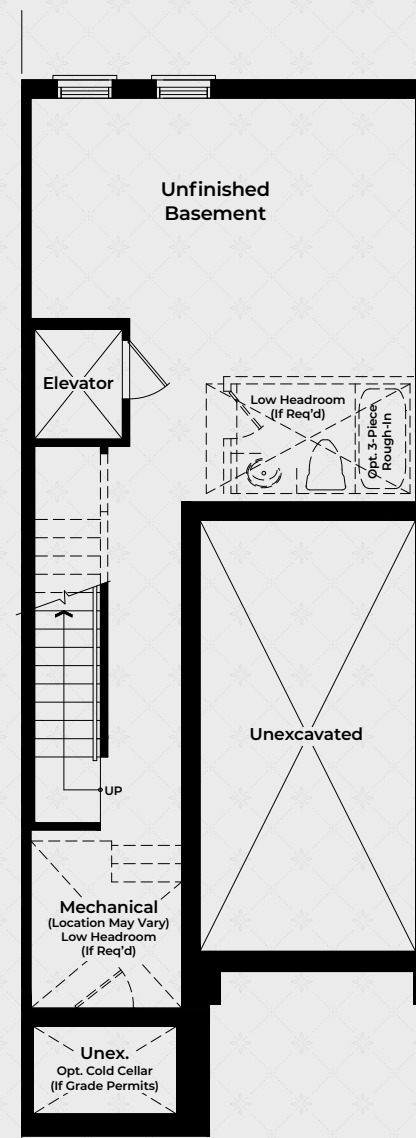 Unfinished
Basement
Elevator
Low Headroom
(If Req'd)
Opt. 3-Piece
Rough-In
Unexcavated
UP
Mechanical
(Location May Vary)
Low Headroom
(If Req'd)
Unex.
Opt. Cold Cellar
(If Grade Permits)